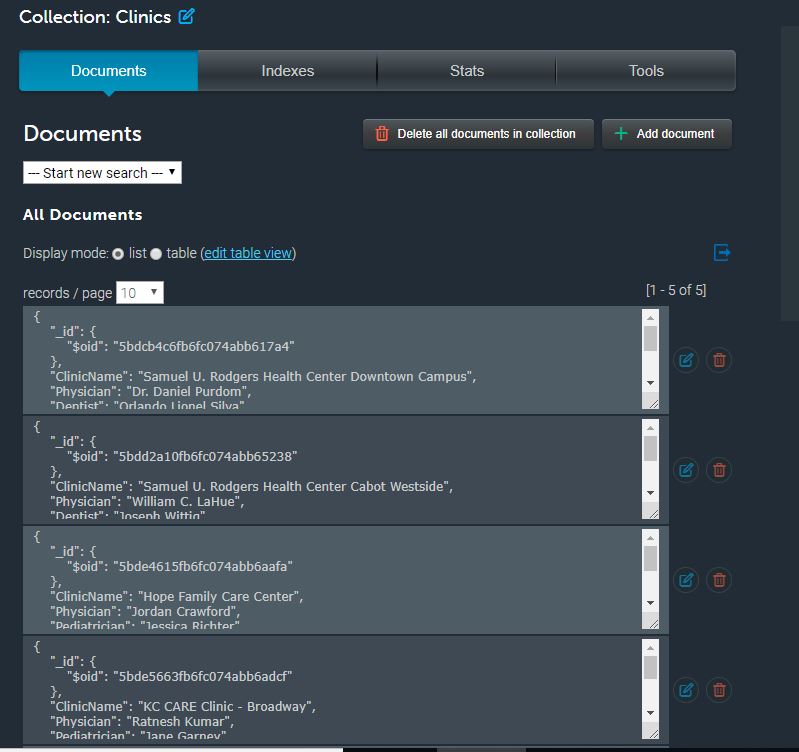 Collection: Clinics
Documents Indexes Stats Tools
Documents
Delete all documents in collection
Add document
--- Start new search ---
All Documents
Display mode: list table (edit table view)
records / page 10
[1 - 5 of 5]
{
"_id": {
"$oid": "5bdcb4c6fb6fc074abb617a4"
},
"ClinicName": "Samuel U. Rodgers Health Center Downtown Campus",
"Physician": "Dr. Daniel Purdom",
"Dentist": "Orlando Lionel Silva"
{
"_id": {
"$oid": "5bdd2a10fb6fc074abb65238"
},
"ClinicName": "Samuel U. Rodgers Health Center Cabot Westside",
"Physician": "William C. LaHue",
"Dentist": "Joseph Wittig"
{
"_id": {
"$oid": "5bde4615fb6fc074abb6aafa"
},
"ClinicName": "Hope Family Care Center",
"Physician": "Jordan Crawford",
"Pediatrician": "Jessica Richter"
{
"_id": {
"$oid": "5bde5663fb6fc074abb6adcf"
},
"ClinicName": "KC CARE Clinic - Broadway",
"Physician": "Ratnesh Kumar",
"Pediatrician": "Jane Garney",